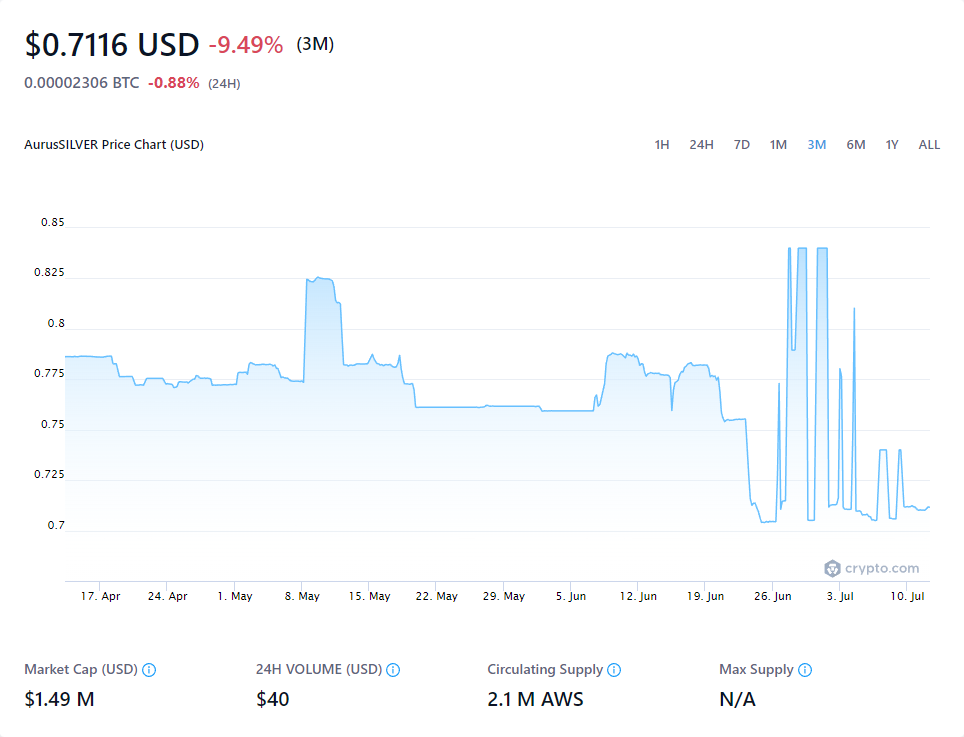 $0.7116 USD -9.49% (3M)
0.00002306 BTC -0.88% (24H)
AurusSILVER Price Chart (USD) 1H 24H 7D 1M 3M 6M 1Y ALL
0.85
0.825
0.8
0.775
0.75
0.725
0.7
crypto.com
17. Apr 24. Apr 1. May 8. May 15. May 22. May 29. May 5. Jun 12. Jun 19. Jun 26. Jun 3. Jul 10. Jul
Market Cap (USD) 24H VOLUME (USD) Circulating Supply Max Supply
$1.49 M $40 2.1 M AWS N/A